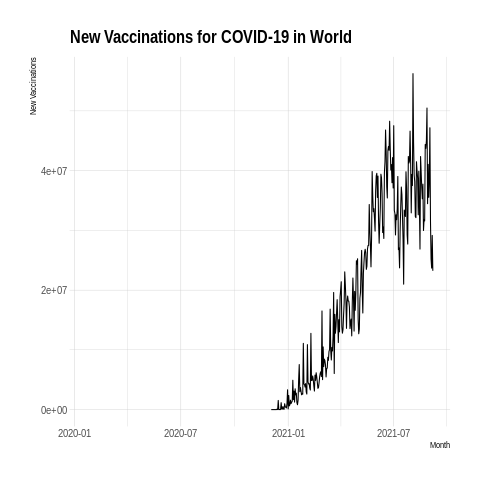 New Vaccinations for COVID-19 in World
New Vaccinations
4e+07
2e+07
0e+00
2020-01 2020-07 2021-01 2021-07
Month